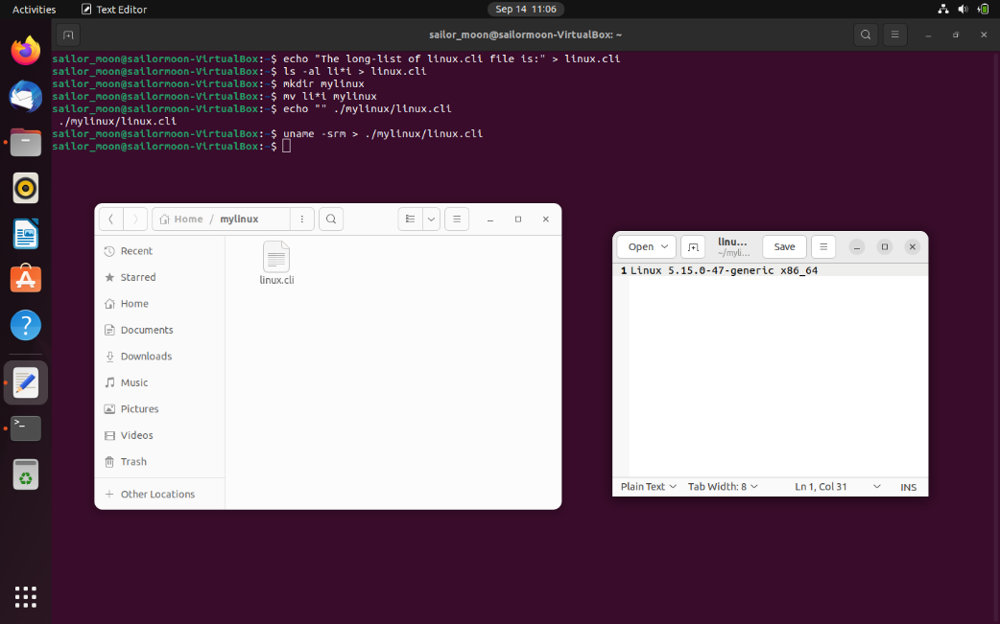 Activities Text Editor Sep 14 11:06
sailor_moon@sailormoon-VirtualBox: ~
sailor_moon@sailormoon-VirtualBox:~$ echo "The long-list of linux.cli file is:" > linux.cli
sailor_moon@sailormoon-VirtualBox:~$ ls -al li*i > linux.cli
sailor_moon@sailormoon-VirtualBox:~$ mkdir mylinux
sailor_moon@sailormoon-VirtualBox:~$ mv li*i mylinux
sailor_moon@sailormoon-VirtualBox:~$ echo "" ./mylinux/linux.cli
./mylinux/linux.cli
sailor_moon@sailormoon-VirtualBox:~$ uname -srm > ./mylinux/linux.cli
sailor_moon@sailormoon-VirtualBox:~$
Home / mylinux
Recent
Starred
Home
Documents
Downloads
Music
Pictures
Videos
Trash
+ Other Locations
linux.cli
Open linu... Save
~/myli...
1 Linux 5.15.0-47-generic x86_64
Plain Text Tab Width: 8 Ln 1, Col 31 INS